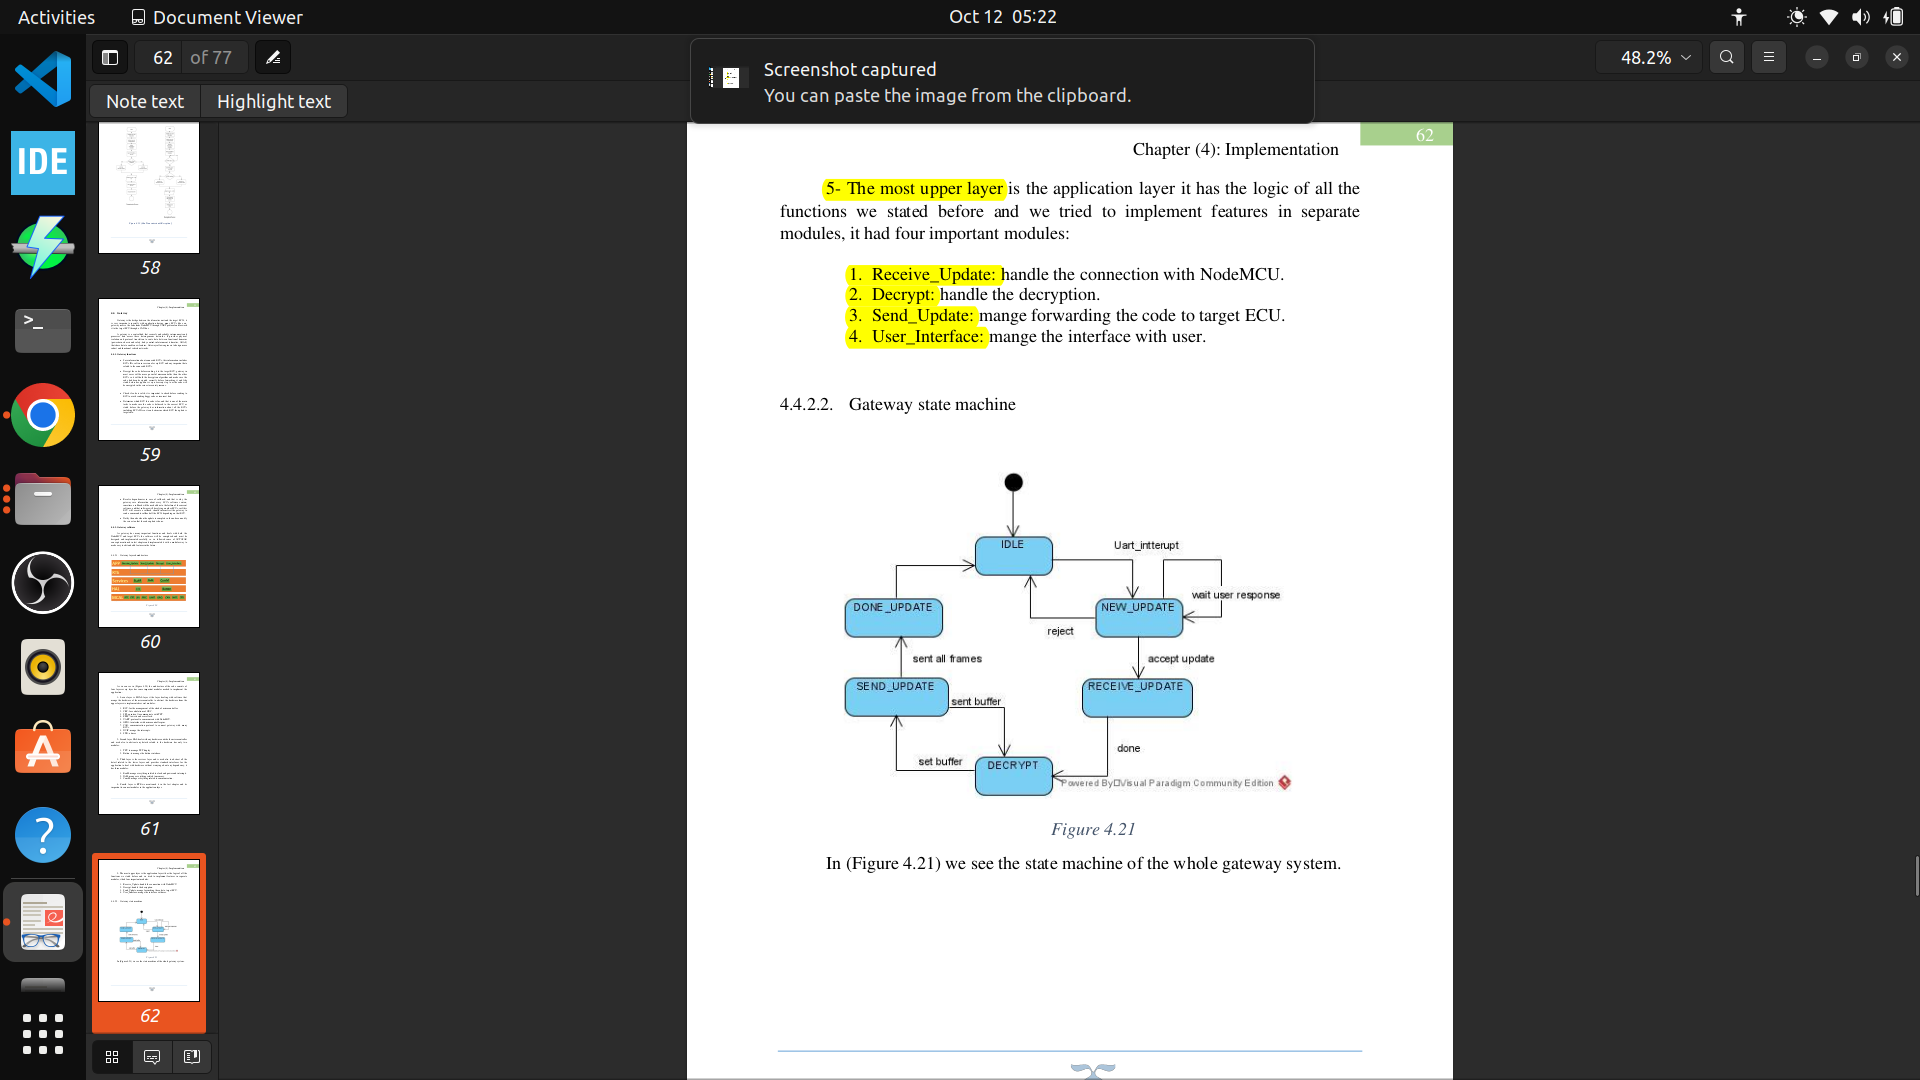 Activities
Document Viewer
Oct 12 05:22
62 of 77
Screenshot captured
You can paste the image from the clipboard.
48.2%
Note text
Highlight text
IDE
58
59
60
61
62
62
Chapter (4): Implementation
5- The most upper layer is the application layer it has the logic of all the
functions we stated before and we tried to implement features in separate
modules, it had four important modules:
1. Receive_Update: handle the connection with NodeMCU.
2. Decrypt: handle the decryption.
3. Send_Update: mange forwarding the code to target ECU.
4. User_Interface: mange the interface with user.
4.4.2.2. Gateway state machine
IDLE
Uart_intterupt
wait user response
DONE_UPDATE
NEW_UPDATE
reject
sent all frames
accept update
SEND_UPDATE
RECEIVE_UPDATE
sent buffer
done
set buffer
DECRYPT
Powered By Visual Paradigm Community Edition
Figure 4.21
In (Figure 4.21) we see the state machine of the whole gateway system.